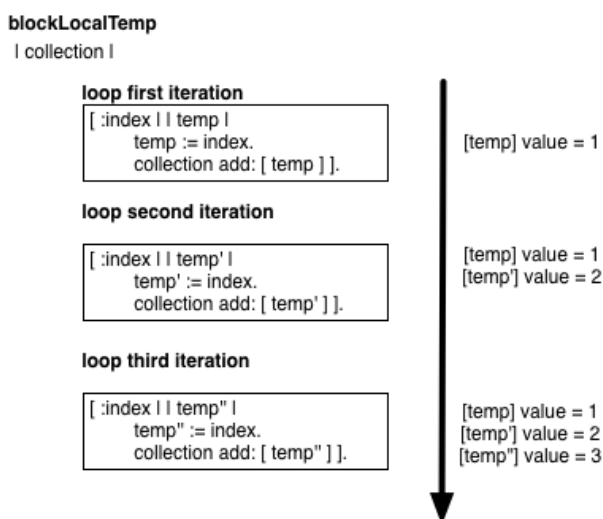 blockLocalTemp
| collection |
loop first iteration
[ :index | | temp |
temp := index.
collection add: [ temp ] ].
[temp] value = 1
loop second iteration
[ :index | | temp' |
temp' := index.
collection add: [ temp' ] ].
[temp] value = 1
[temp'] value = 2
loop third iteration
[ :index | | temp'' |
temp'' := index.
collection add: [ temp'' ] ].
[temp] value = 1
[temp'] value = 2
[temp''] value = 3